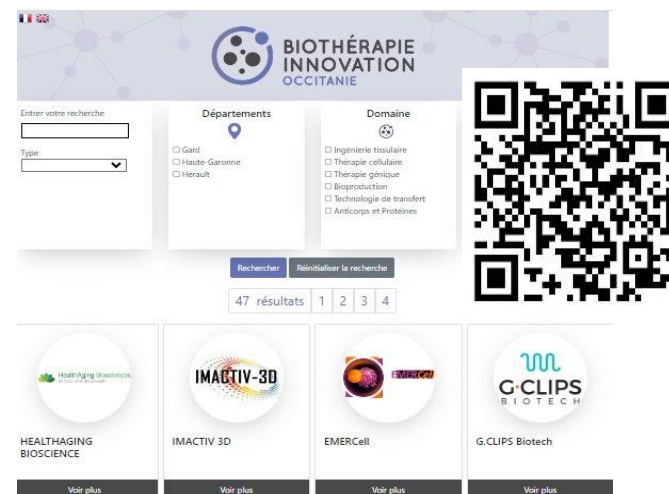 BIOTHÉRAPIE
INNOVATION
OCCITANIE
Entrer votre recherche
Type
Départements
Gard
Haute-Garonne
Hérault
Domaine
Ingénierie tissulaire
Thérapie cellulaire
Thérapie génique
Bioproduction
Technologie de transfert
Anticorps et Protéines
Rechercher
Réinitialiser la recherche
47 résultats 1 2 3 4
HealthAging Biosciences
IMACTIV-3D
EMERCell
G·CLIPS
BIOTECH
HEALTHAGING
BIOSCIENCE
IMACTIV 3D
EMERCell
G.CLIPS Biotech
Voir plus
Voir plus
Voir plus
Voir plus